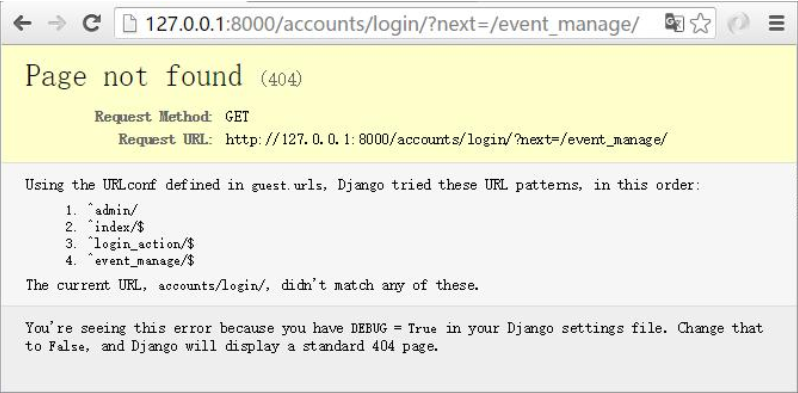 127.0.0.1:8000/accounts/login/?next=/event_manage/
Page not found (404)
Request Method: GET
Request URL: http://127.0.0.1:8000/accounts/login/?next=/event_manage/
Using the URLconf defined in guest.urls, Django tried these URL patterns, in this order:
1. ^admin/
2. ^index/$
3. ^login_action/$
4. ^event_manage/$
The current URL, accounts/login/, didn't match any of these.
You're seeing this error because you have DEBUG = True in your Django settings file. Change that
to False, and Django will display a standard 404 page.